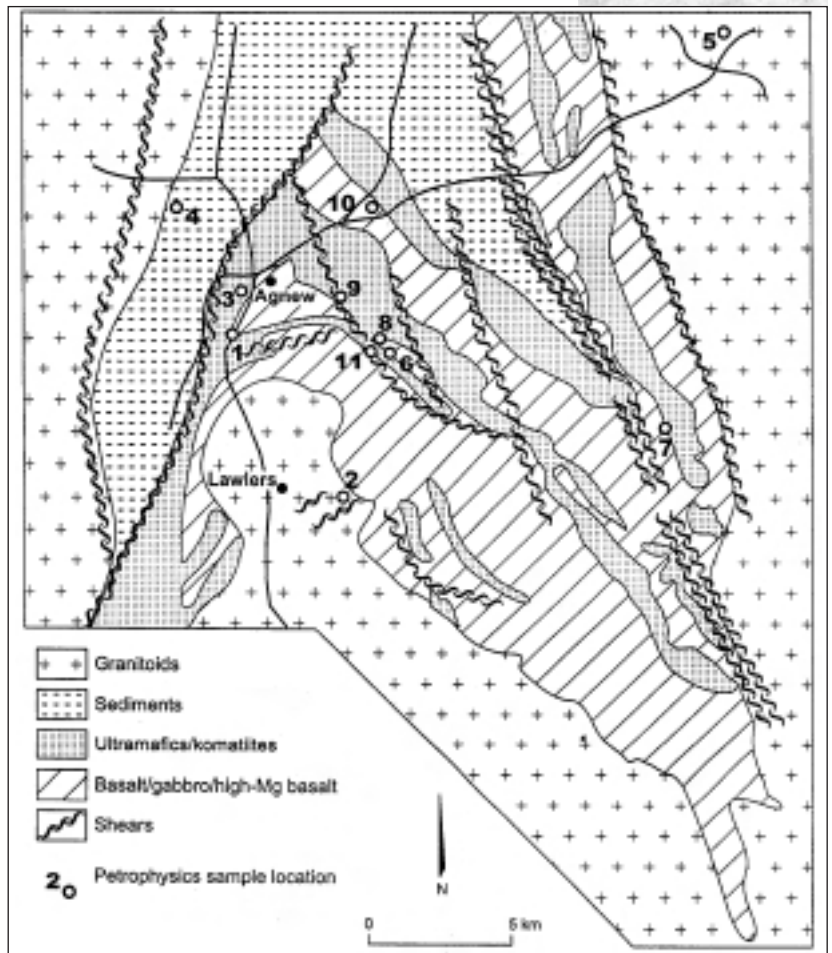 5
10
4
3
Agnew
9
8
1
11
6
7
Lawlers
2
Granitoids
Sediments
Ultramafics/komatiites
Basalt/gabbro/high-Mg basalt
Shears
2 Petrophysics sample location
N
0 5 km